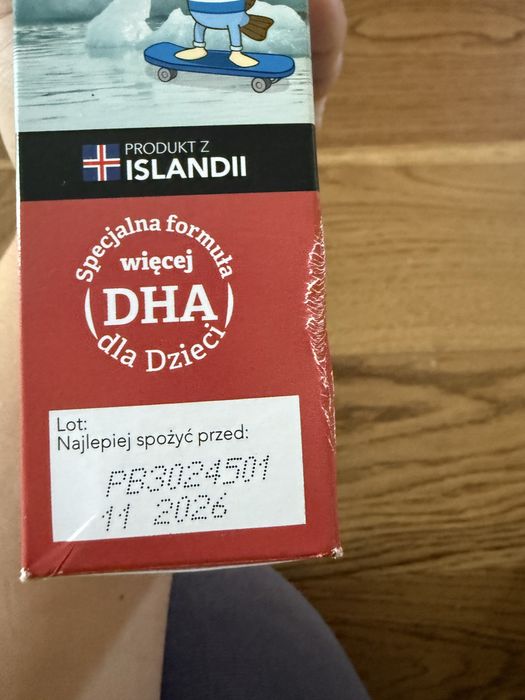 PRODUKT Z
ISLANDII
Specjalna formuła
więcej
(DHA)
dla Dzieci
Lot:
Najlepiej spożyć przed:
PB3024501
11 2026